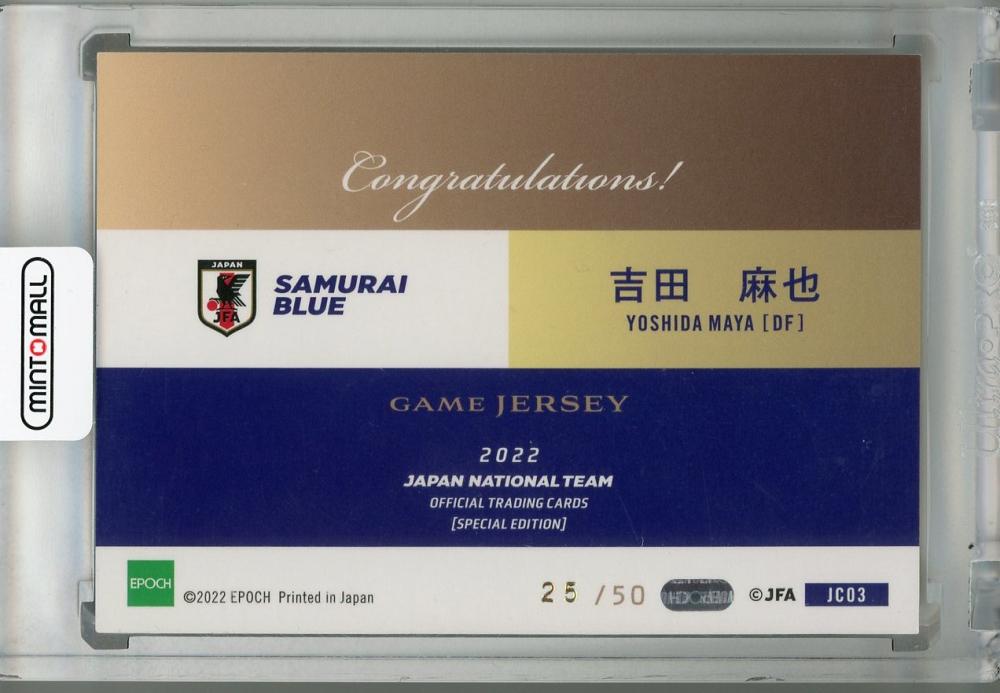 Congratulations!
JAPAN
JFA
SAMURAI
BLUE
吉田　麻也
YOSHIDA MAYA [DF]
GAME JERSEY
2022
JAPAN NATIONAL TEAM
OFFICIAL TRADING CARDS
[SPECIAL EDITION]
EPOCH
©2022 EPOCH Printed in Japan
25 /50
©JFA
JC03
MINT MALL